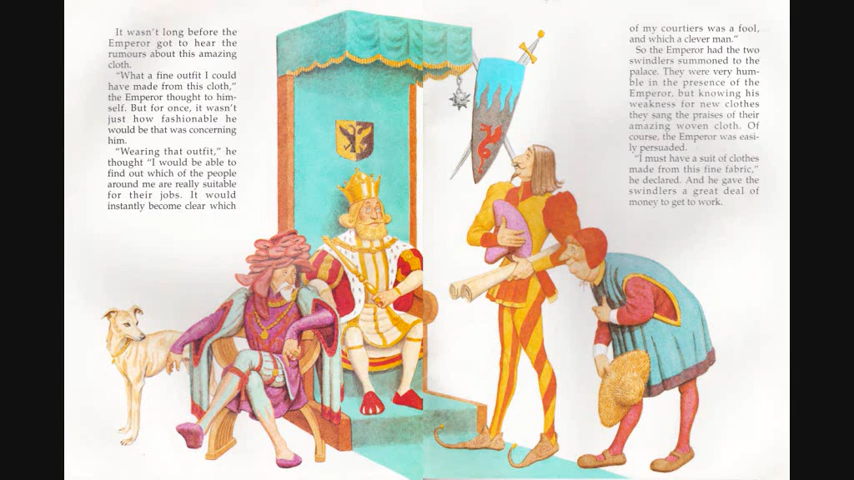 It wasn't long before the
Emperor got to hear the
rumours about this amazing
cloth.
"What a fine outfit I could
have made from this cloth,"
the Emperor thought to him-
self. But for once, it wasn't
just how fashionable he
would be that was concerning
him.
"Wearing that outfit," he
thought "I would be able to
find out which of the people
around me are really suitable
for their jobs. It would
instantly become clear which
of my courtiers was a fool,
and which a clever man."
So the Emperor had the two
swindlers summoned to the
palace. They were very hum-
ble in the presence of the
Emperor, but knowing his
weakness for new clothes
they sang the praises of their
amazing woven cloth. Of
course, the Emperor was easi-
ly persuaded.
"I must have a suit of clothes
made from this fine fabric,"
he declared. And he gave the
swindlers a great deal of
money to get to work.